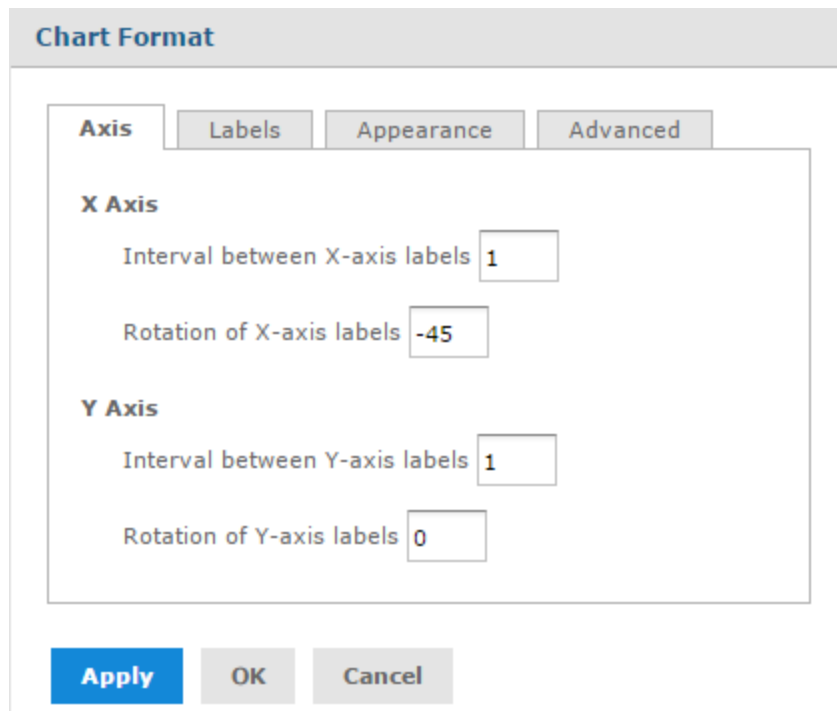 Chart Format
Axis Labels Appearance Advanced
X Axis
Interval between X-axis labels 1
Rotation of X-axis labels -45
Y Axis
Interval between Y-axis labels 1
Rotation of Y-axis labels 0
Apply OK Cancel